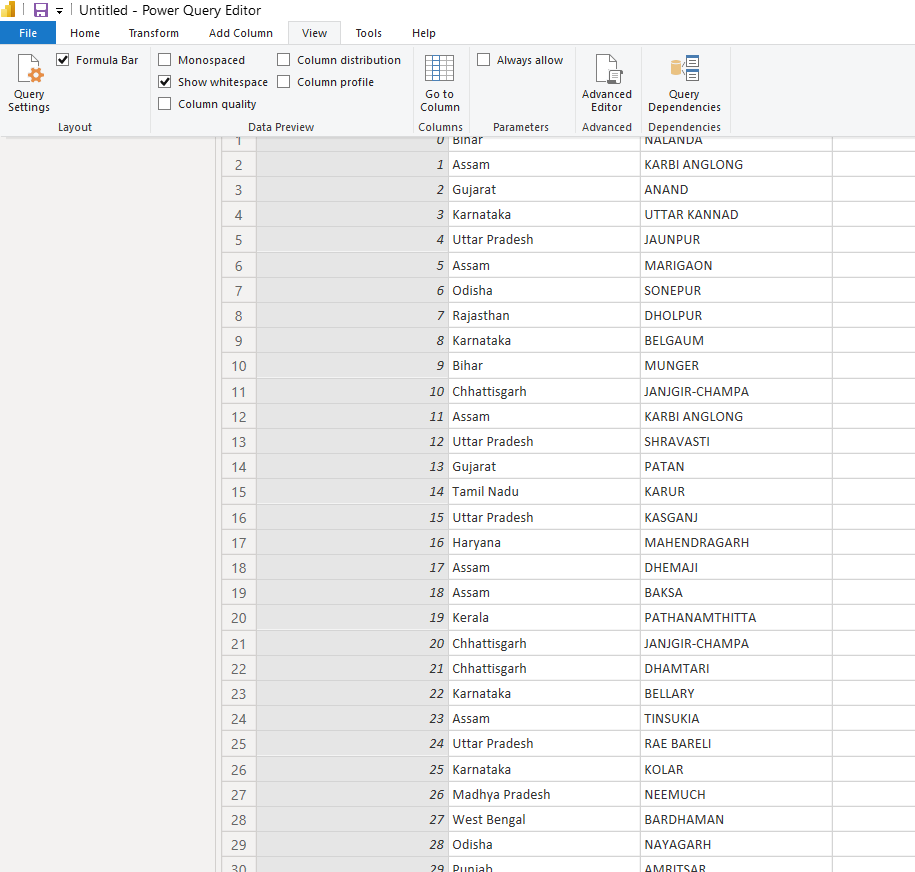 Untitled - Power Query Editor
File Home Transform Add Column View Tools Help
Query Settings
Formula Bar
Layout
Monospaced
Show whitespace
Column quality
Column distribution
Column profile
Data Preview
Go to Column
Columns
Always allow
Parameters
Advanced Editor
Advanced
Query Dependencies
Dependencies
1 0 Bihar NALANDA
2 1 Assam KARBI ANGLONG
3 2 Gujarat ANAND
4 3 Karnataka UTTAR KANNAD
5 4 Uttar Pradesh JAUNPUR
6 5 Assam MARIGAON
7 6 Odisha SONEPUR
8 7 Rajasthan DHOLPUR
9 8 Karnataka BELGAUM
10 9 Bihar MUNGER
11 10 Chhattisgarh JANJGIR-CHAMPA
12 11 Assam KARBI ANGLONG
13 12 Uttar Pradesh SHRAVASTI
14 13 Gujarat PATAN
15 14 Tamil Nadu KARUR
16 15 Uttar Pradesh KASGANJ
17 16 Haryana MAHENDRAGARH
18 17 Assam DHEMAJI
19 18 Assam BAKSA
20 19 Kerala PATHANAMTHITTA
21 20 Chhattisgarh JANJGIR-CHAMPA
22 21 Chhattisgarh DHAMTARI
23 22 Karnataka BELLARY
24 23 Assam TINSUKIA
25 24 Uttar Pradesh RAE BARELI
26 25 Karnataka KOLAR
27 26 Madhya Pradesh NEEMUCH
28 27 West Bengal BARDHAMAN
29 28 Odisha NAYAGARH
30 29 Punjab AMRITSAR